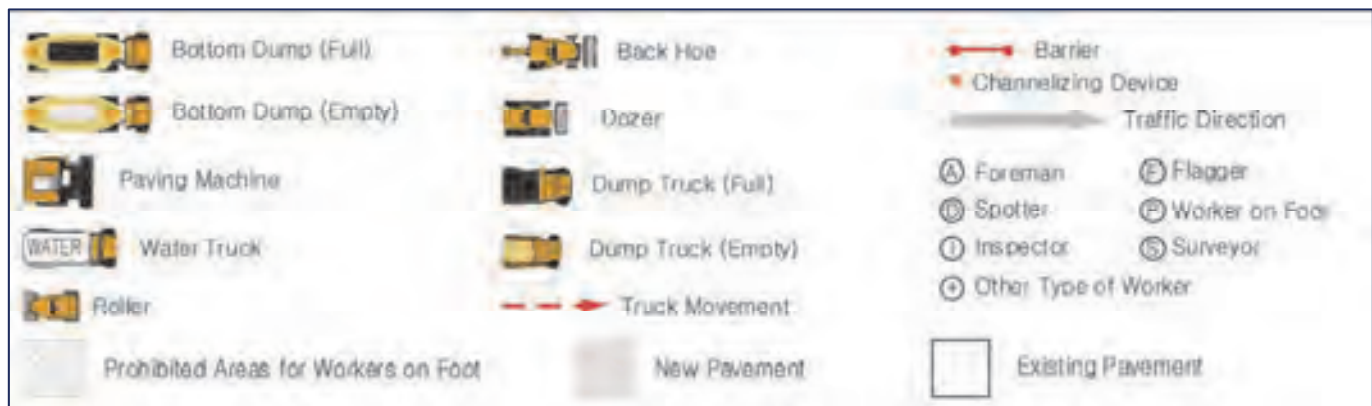 Bottom Dump (Full)
Bottom Dump (Empty)
Paving Machine
WATER Water Truck
Roller
Back Hoe
Dozer
Dump Truck (Full)
Dump Truck (Empty)
Truck Movement
Barrier
Channelizing Device
Traffic Direction
A Foreman
D Spotter
I Inspector
+ Other Type of Worker
F Flagger
P Worker on Foot
S Surveyor
Prohibited Areas for Workers on Foot
New Pavement
Existing Pavement